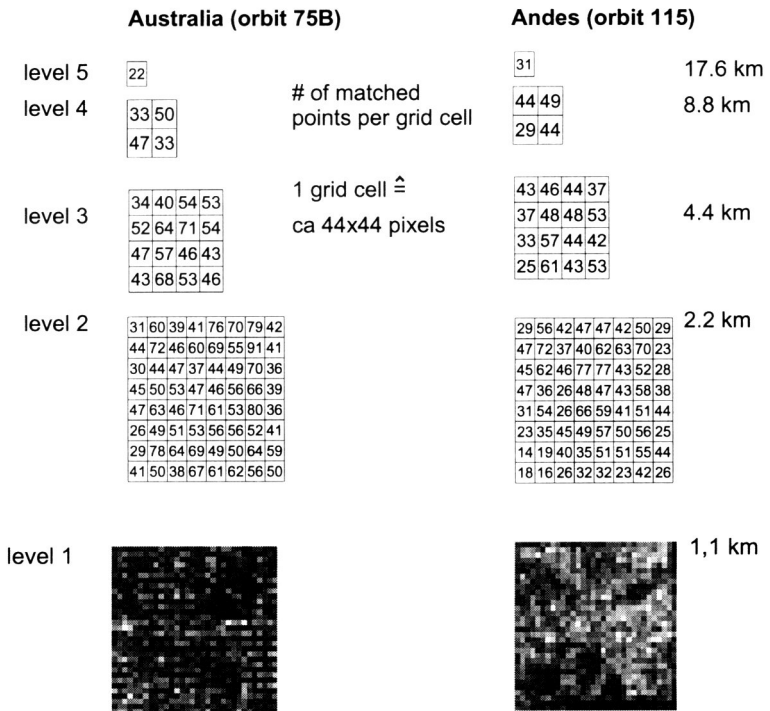 Australia (orbit 75B) Andes (orbit 115)
level 5 22 31 17.6 km
# of matched
points per grid cell
level 4 8.8 km
33 50 44 49
47 33 29 44
1 grid cell ≙
ca 44x44 pixels
level 3 4.4 km
34 40 54 53 43 46 44 37
52 64 71 54 37 48 48 53
47 57 46 43 33 57 44 42
43 68 53 46 25 61 43 53
level 2 2.2 km
31 60 39 41 76 70 79 42 29 56 42 47 47 42 50 29
44 72 46 60 69 55 91 41 47 72 37 40 62 63 70 23
30 44 47 37 44 49 70 36 45 62 46 77 77 43 52 28
45 50 53 47 46 56 66 39 47 36 26 48 47 43 58 38
47 63 46 71 61 53 80 36 31 54 26 66 59 41 51 44
26 49 51 53 56 56 52 41 23 35 45 49 57 50 56 25
29 78 64 69 49 50 64 59 14 19 40 35 51 51 55 44
41 50 38 67 61 62 56 50 18 16 26 32 32 23 42 26
level 1 1,1 km